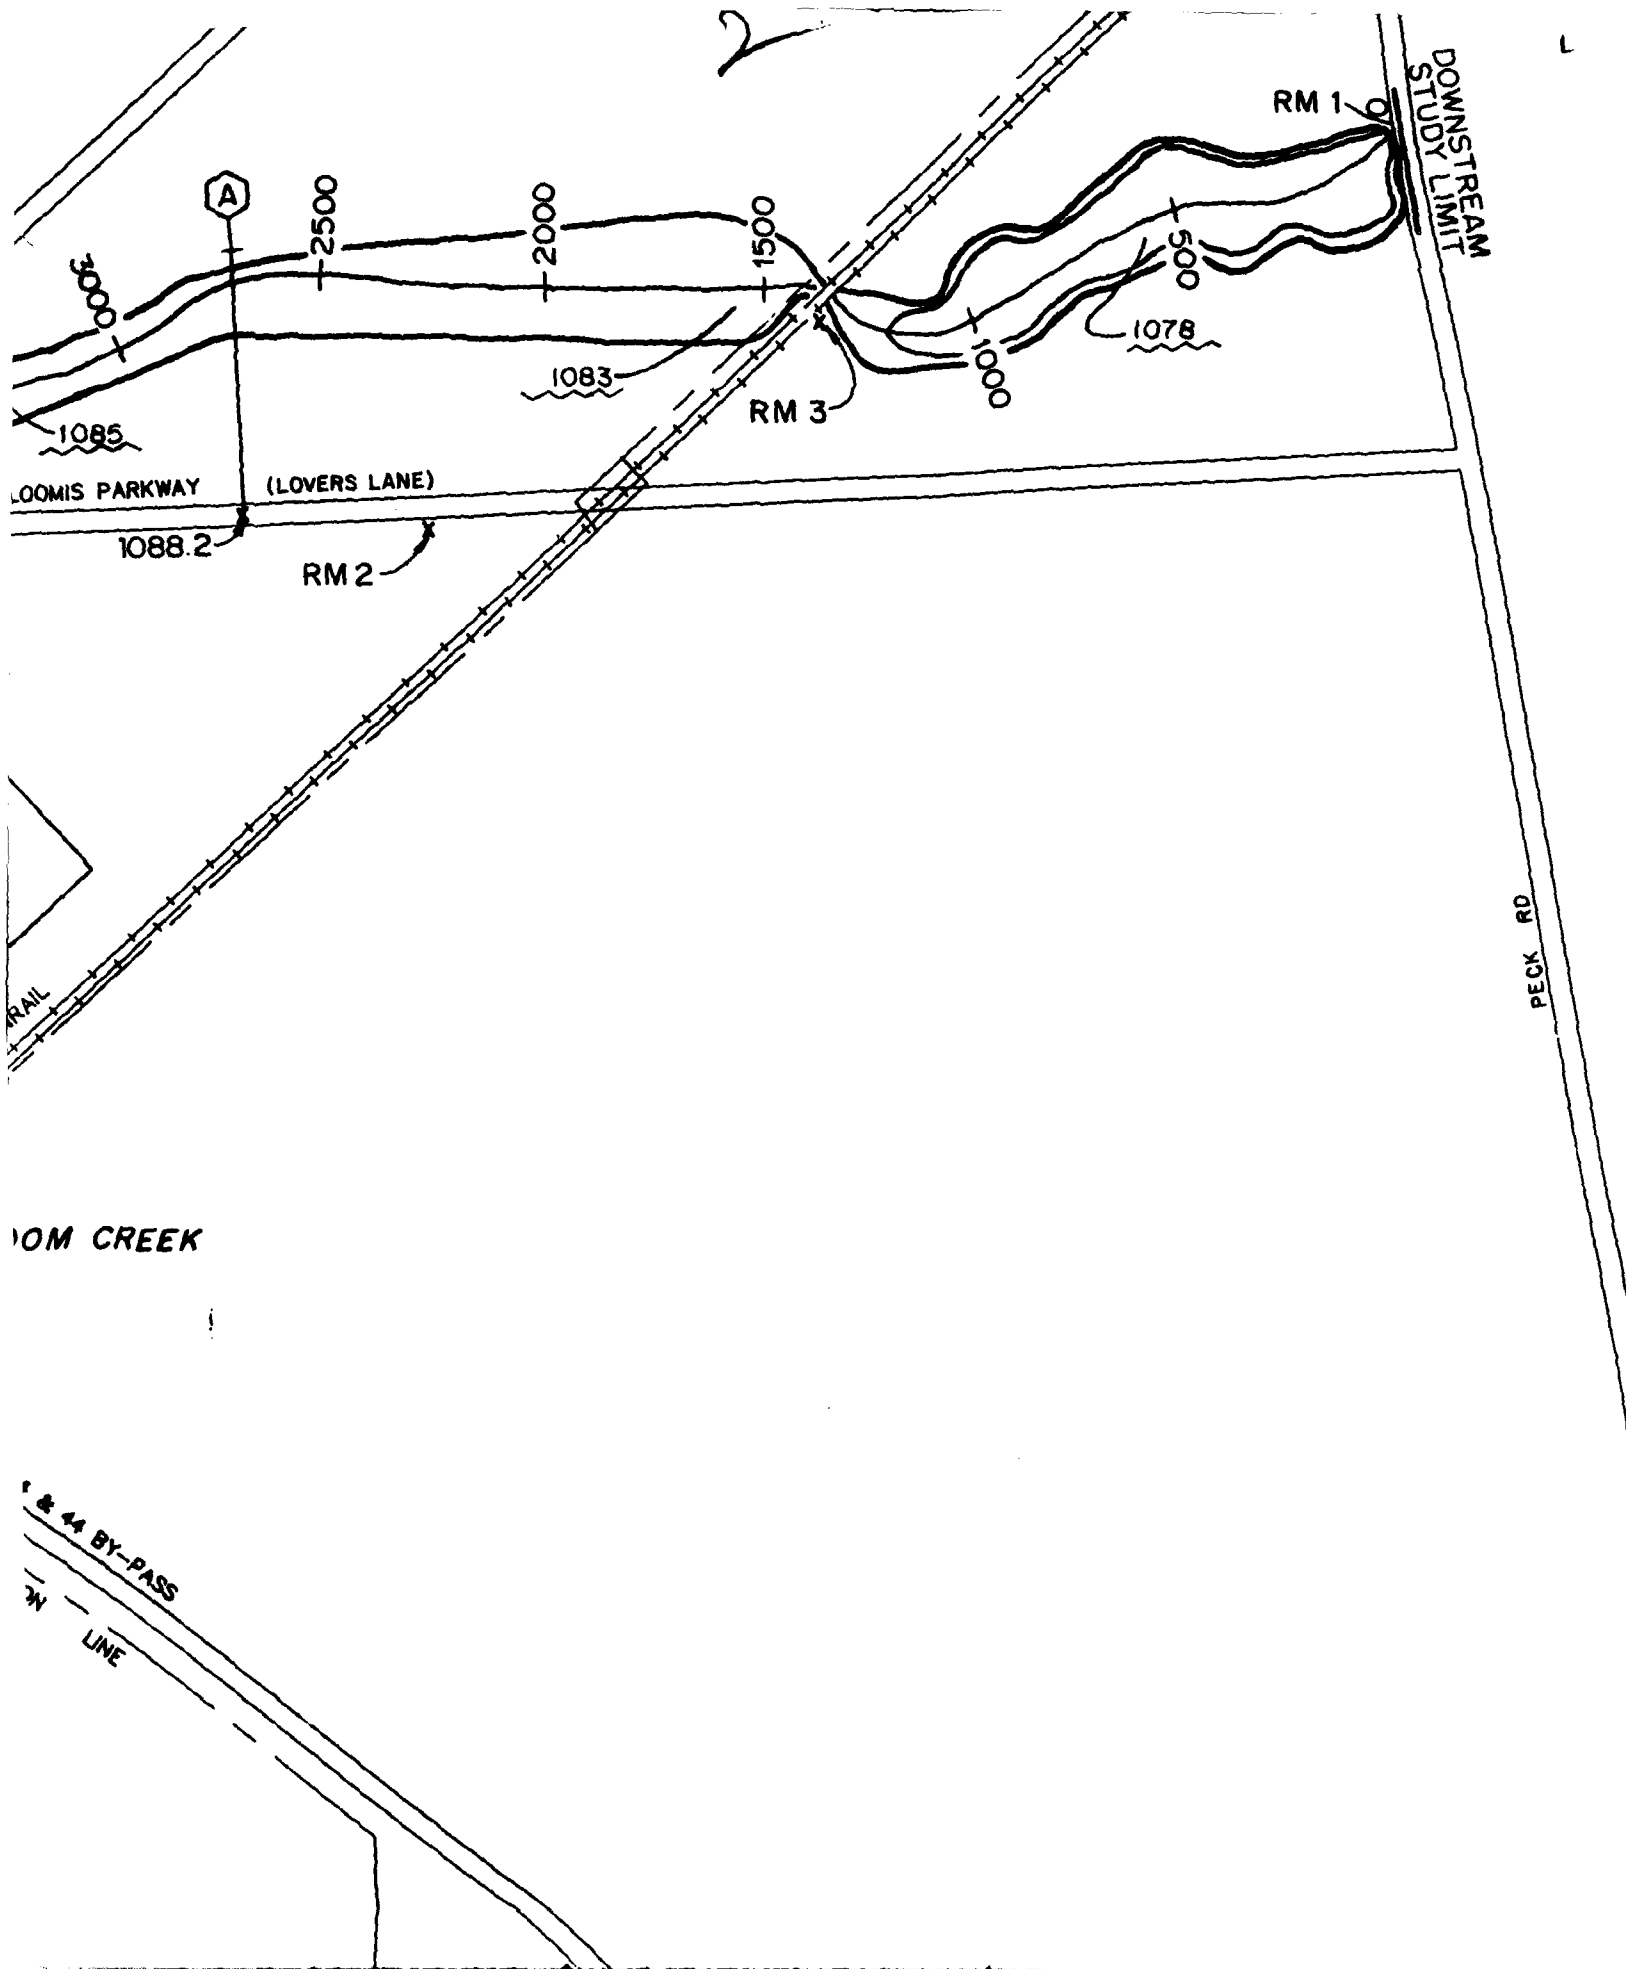 2
L
RM 1
0
DOWNSTREAM
STUDY LIMIT
A
3000
2500
2000
1500
1000
500
1078
1083
RM 3
1085
LOOMIS PARKWAY (LOVERS LANE)
1088.2
RM 2
PECK RD
RAIL
OM CREEK
& 44 BY-PASS
LINE